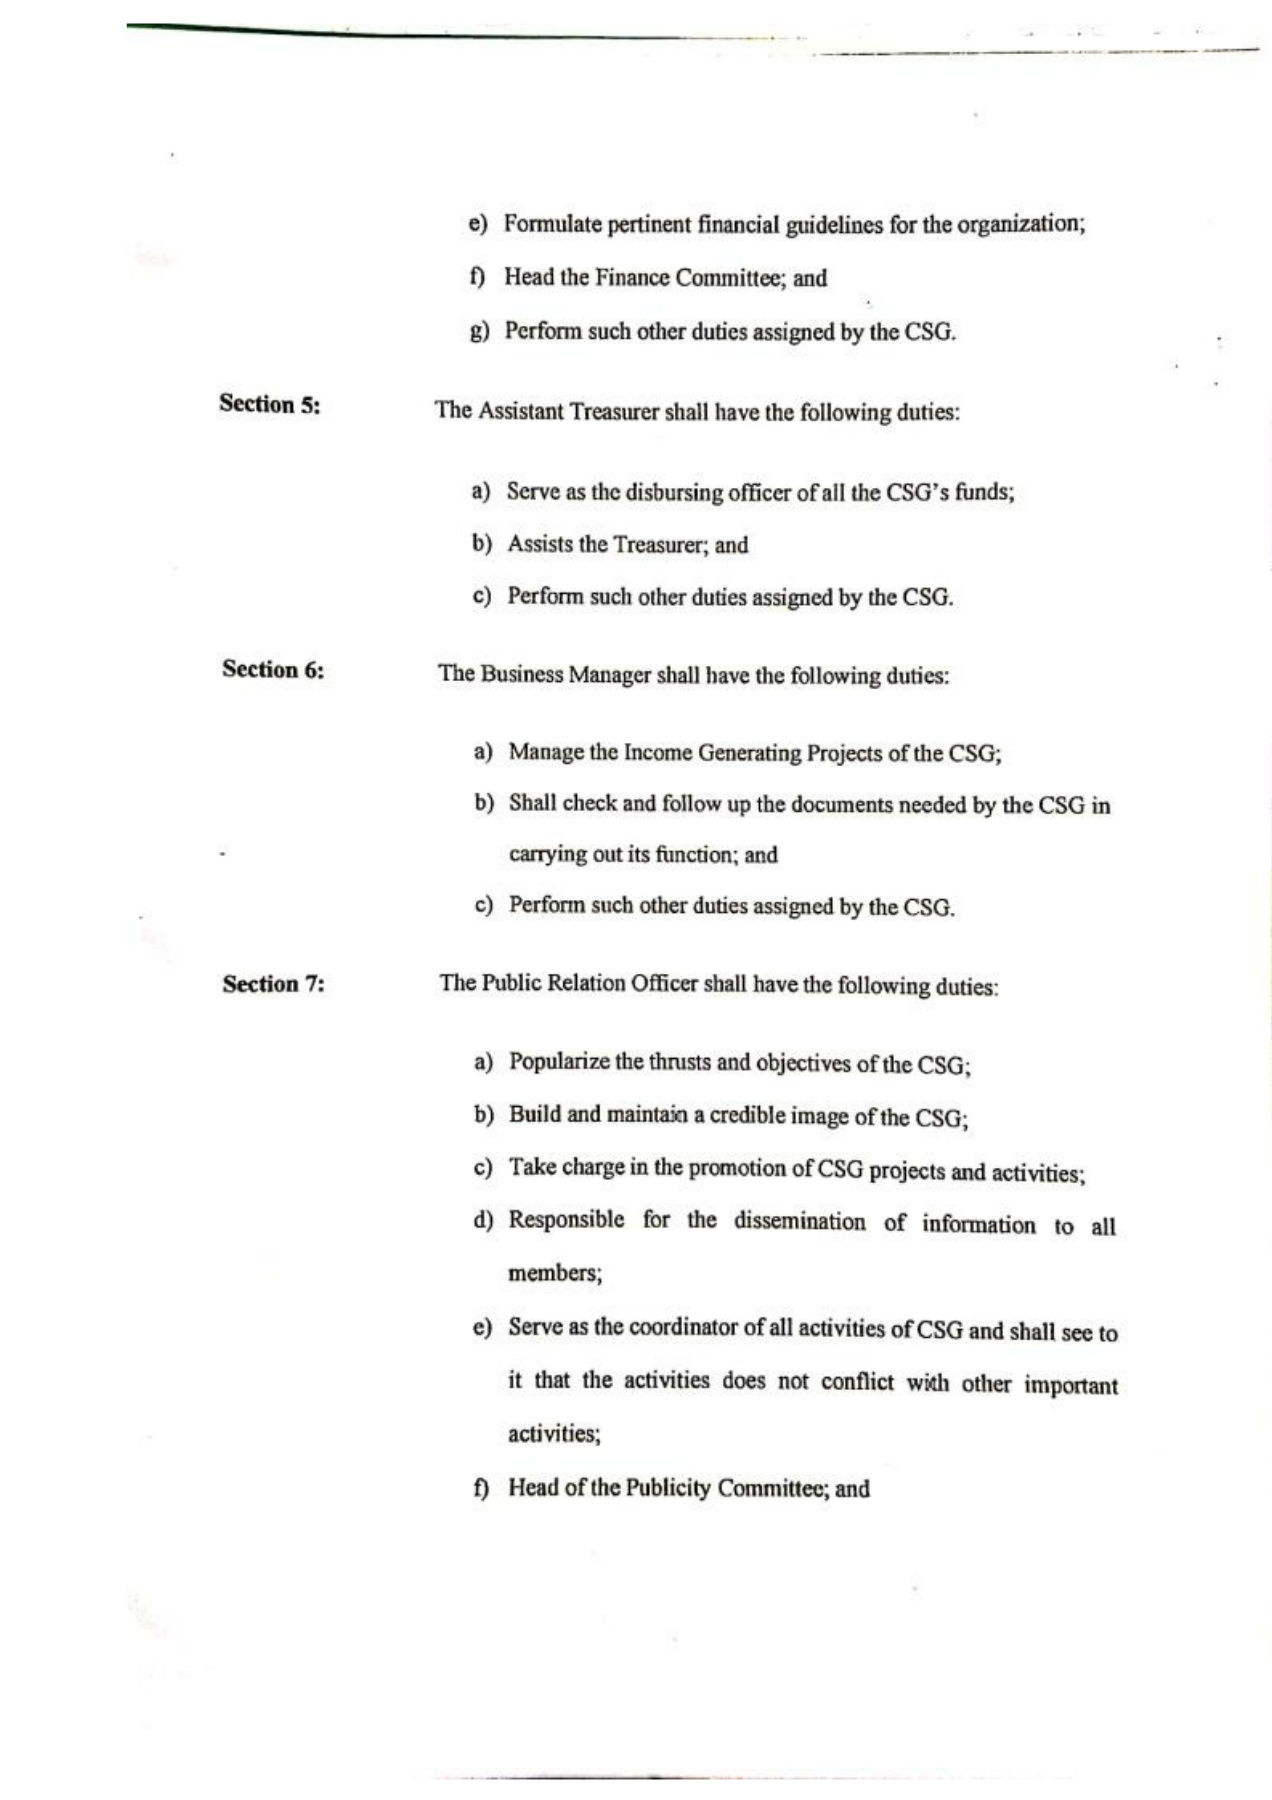 e) Formulate pertinent financial guidelines for the organization;
f) Head the Finance Committee; and
g) Perform such other duties assigned by the CSG.
Section 5: The Assistant Treasurer shall have the following duties:
a) Serve as the disbursing officer of all the CSG's funds;
b) Assists the Treasurer; and
c) Perform such other duties assigned by the CSG.
Section 6: The Business Manager shall have the following duties:
a) Manage the Income Generating Projects of the CSG;
b) Shall check and follow up the documents needed by the CSG in
carrying out its function; and
c) Perform such other duties assigned by the CSG.
Section 7: The Public Relation Officer shall have the following duties:
a) Popularize the thrusts and objectives of the CSG;
b) Build and maintain a credible image of the CSG;
c) Take charge in the promotion of CSG projects and activities;
d) Responsible for the dissemination of information to all
members;
e) Serve as the coordinator of all activities of CSG and shall see to
it that the activities does not conflict with other important
activities;
f) Head of the Publicity Committee; and